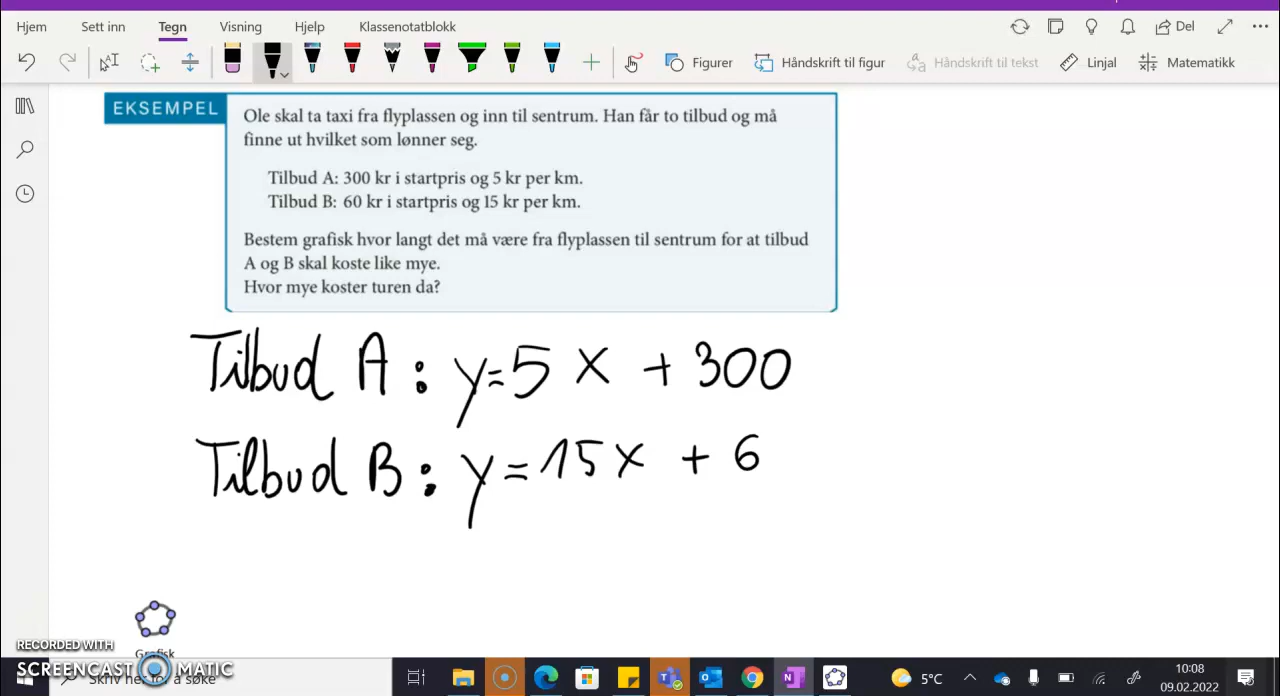 Hjem Sett inn Tegn Visning Hjelp Klassenotatblokk Del
Figurer Håndskrift til figur Håndskrift til tekst Linjal Matematikk
EKSEMPEL
Ole skal ta taxi fra flyplassen og inn til sentrum. Han får to tilbud og må
finne ut hvilket som lønner seg.
Tilbud A: 300 kr i startpris og 5 kr per km.
Tilbud B: 60 kr i startpris og 15 kr per km.
Bestem grafisk hvor langt det må være fra flyplassen til sentrum for at tilbud
A og B skal koste like mye.
Hvor mye koster turen da?
Tilbud A: y=5x + 300
Tilbud B: y=15x + 6
Grafisk
RECORDED WITH
SCREENCAST MATIC
Skriv her for å søke
5°C
10:08
09.02.2022